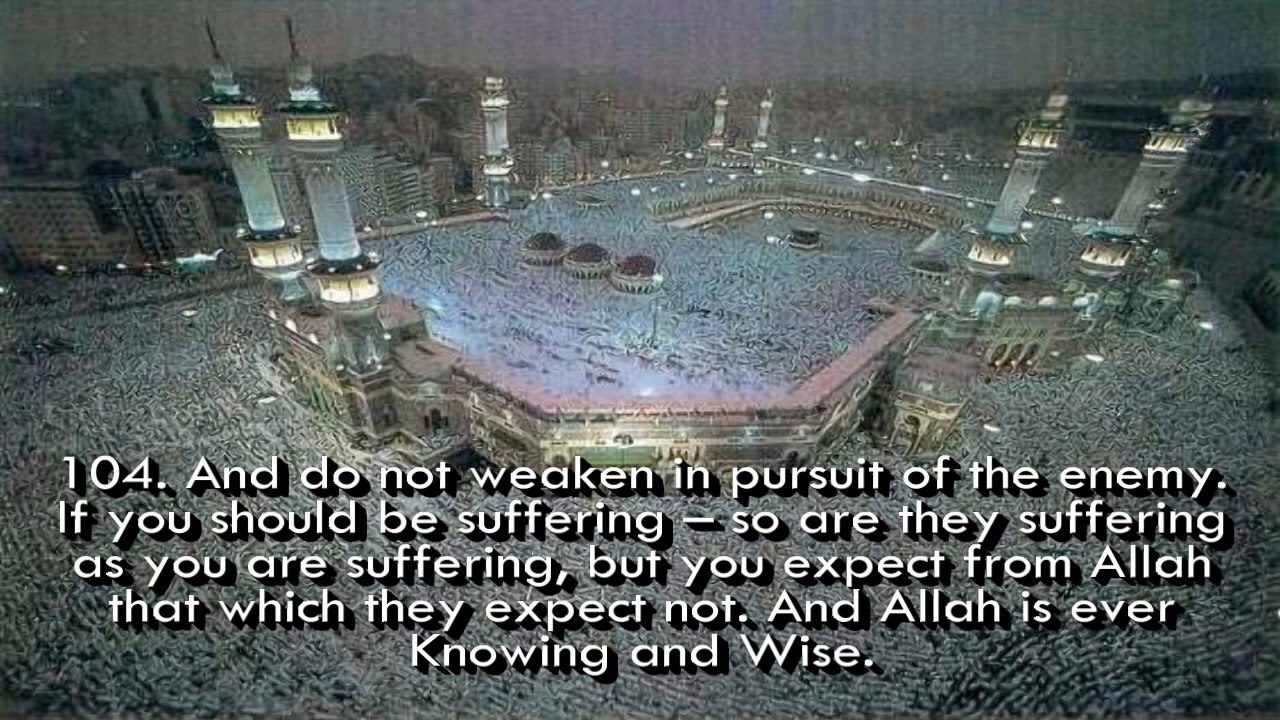 104. And do not weaken in pursuit of the enemy.
If you should be suffering – so are they suffering
as you are suffering, but you expect from Allah
that which they expect not. And Allah is ever
Knowing and Wise.